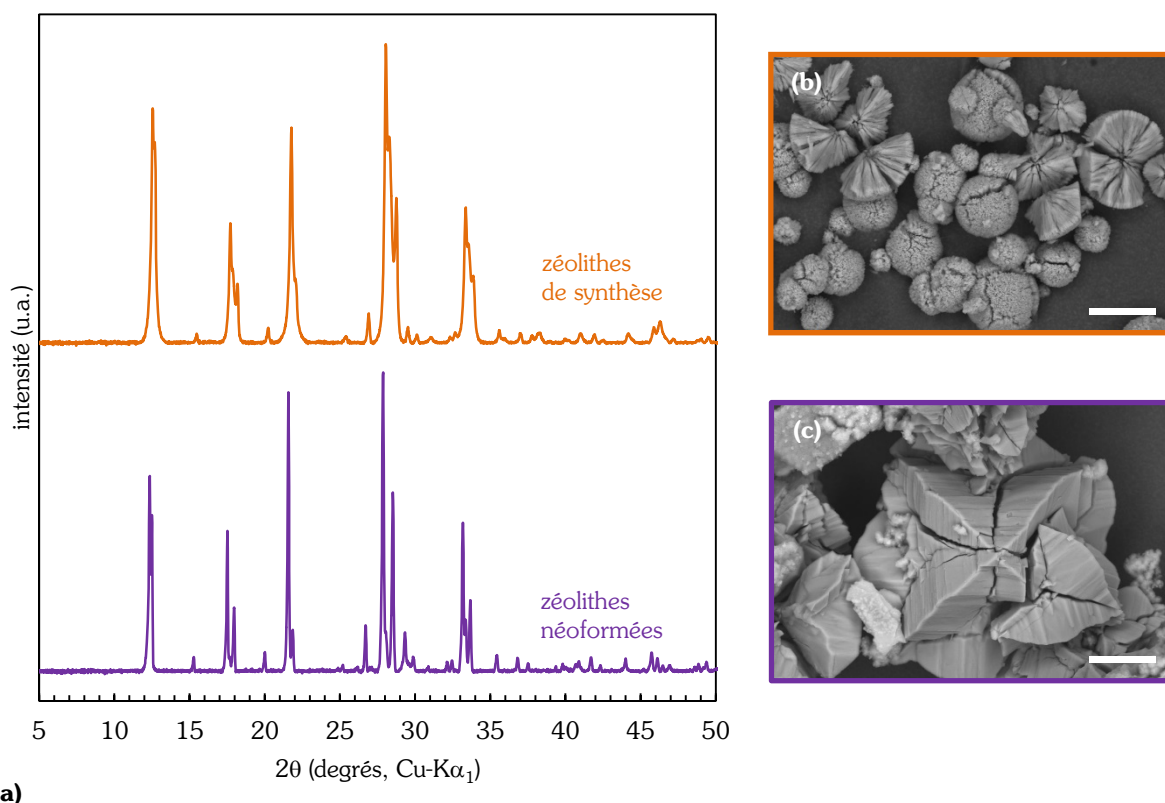 intensité (u.a.)
zéolithes
de synthèse
zéolithes
néoformées
5 10 15 20 25 30 35 40 45 50
2θ (degrés, Cu-Kα₁)
a)
(b)
(c)